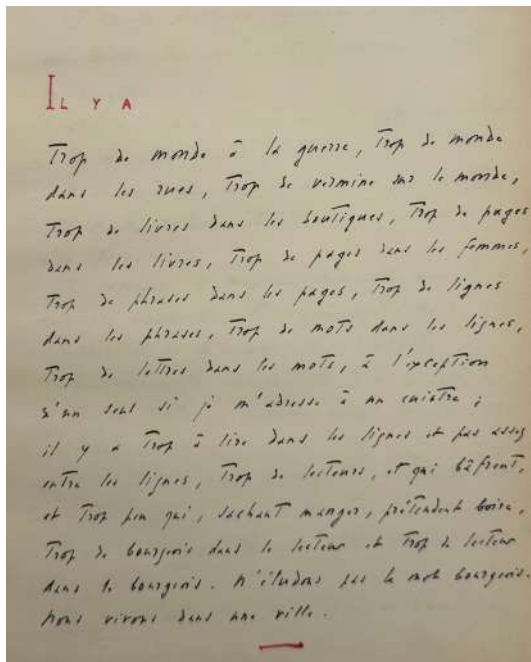 IL Y A
Trop de monde à la guerre, Trop de monde
dans les rues, Trop de vermine sur le monde,
Trop de livres dans les boutiques, Trop de pages
dans les livres, Trop de pages dans les femmes,
Trop de phrases dans les pages, Trop de lignes
dans les phrases, Trop de mots dans les lignes,
Trop de lettres dans les mots, à l'exception
d'un seul si je m'adresse à un cuistre ;
il y a Trop à lire dans les lignes et pas assez
entre les lignes, Trop de lecteurs, et qui bâfrent,
et Trop peu qui, sachant manger, prétendent boire,
Trop de bourgeois dans le lecteur et Trop de lecteur
dans le bourgeois. N'éludons pas le mot bourgeois.
Nous vivons dans une ville.